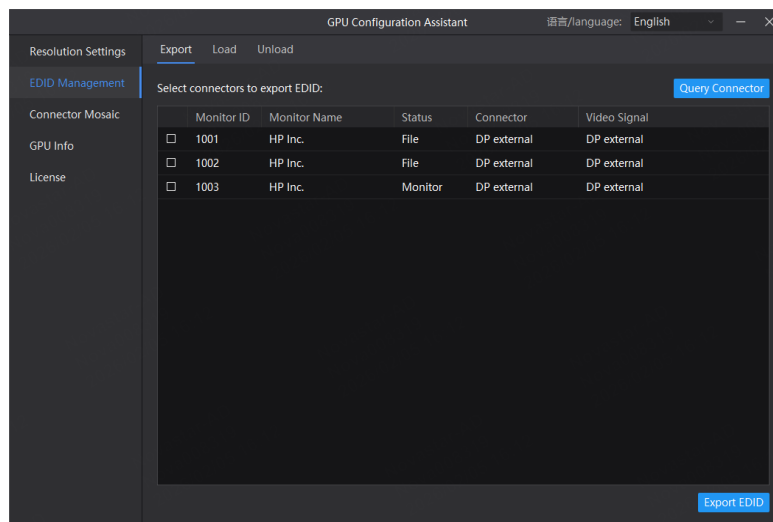 GPU Configuration Assistant 语言/language: English
Resolution Settings
EDID Management
Connector Mosaic
GPU Info
License
Export Load Unload
Select connectors to export EDID: Query Connector
Monitor ID Monitor Name Status Connector Video Signal
1001 HP Inc. File DP external DP external
1002 HP Inc. File DP external DP external
1003 HP Inc. Monitor DP external DP external
Export EDID